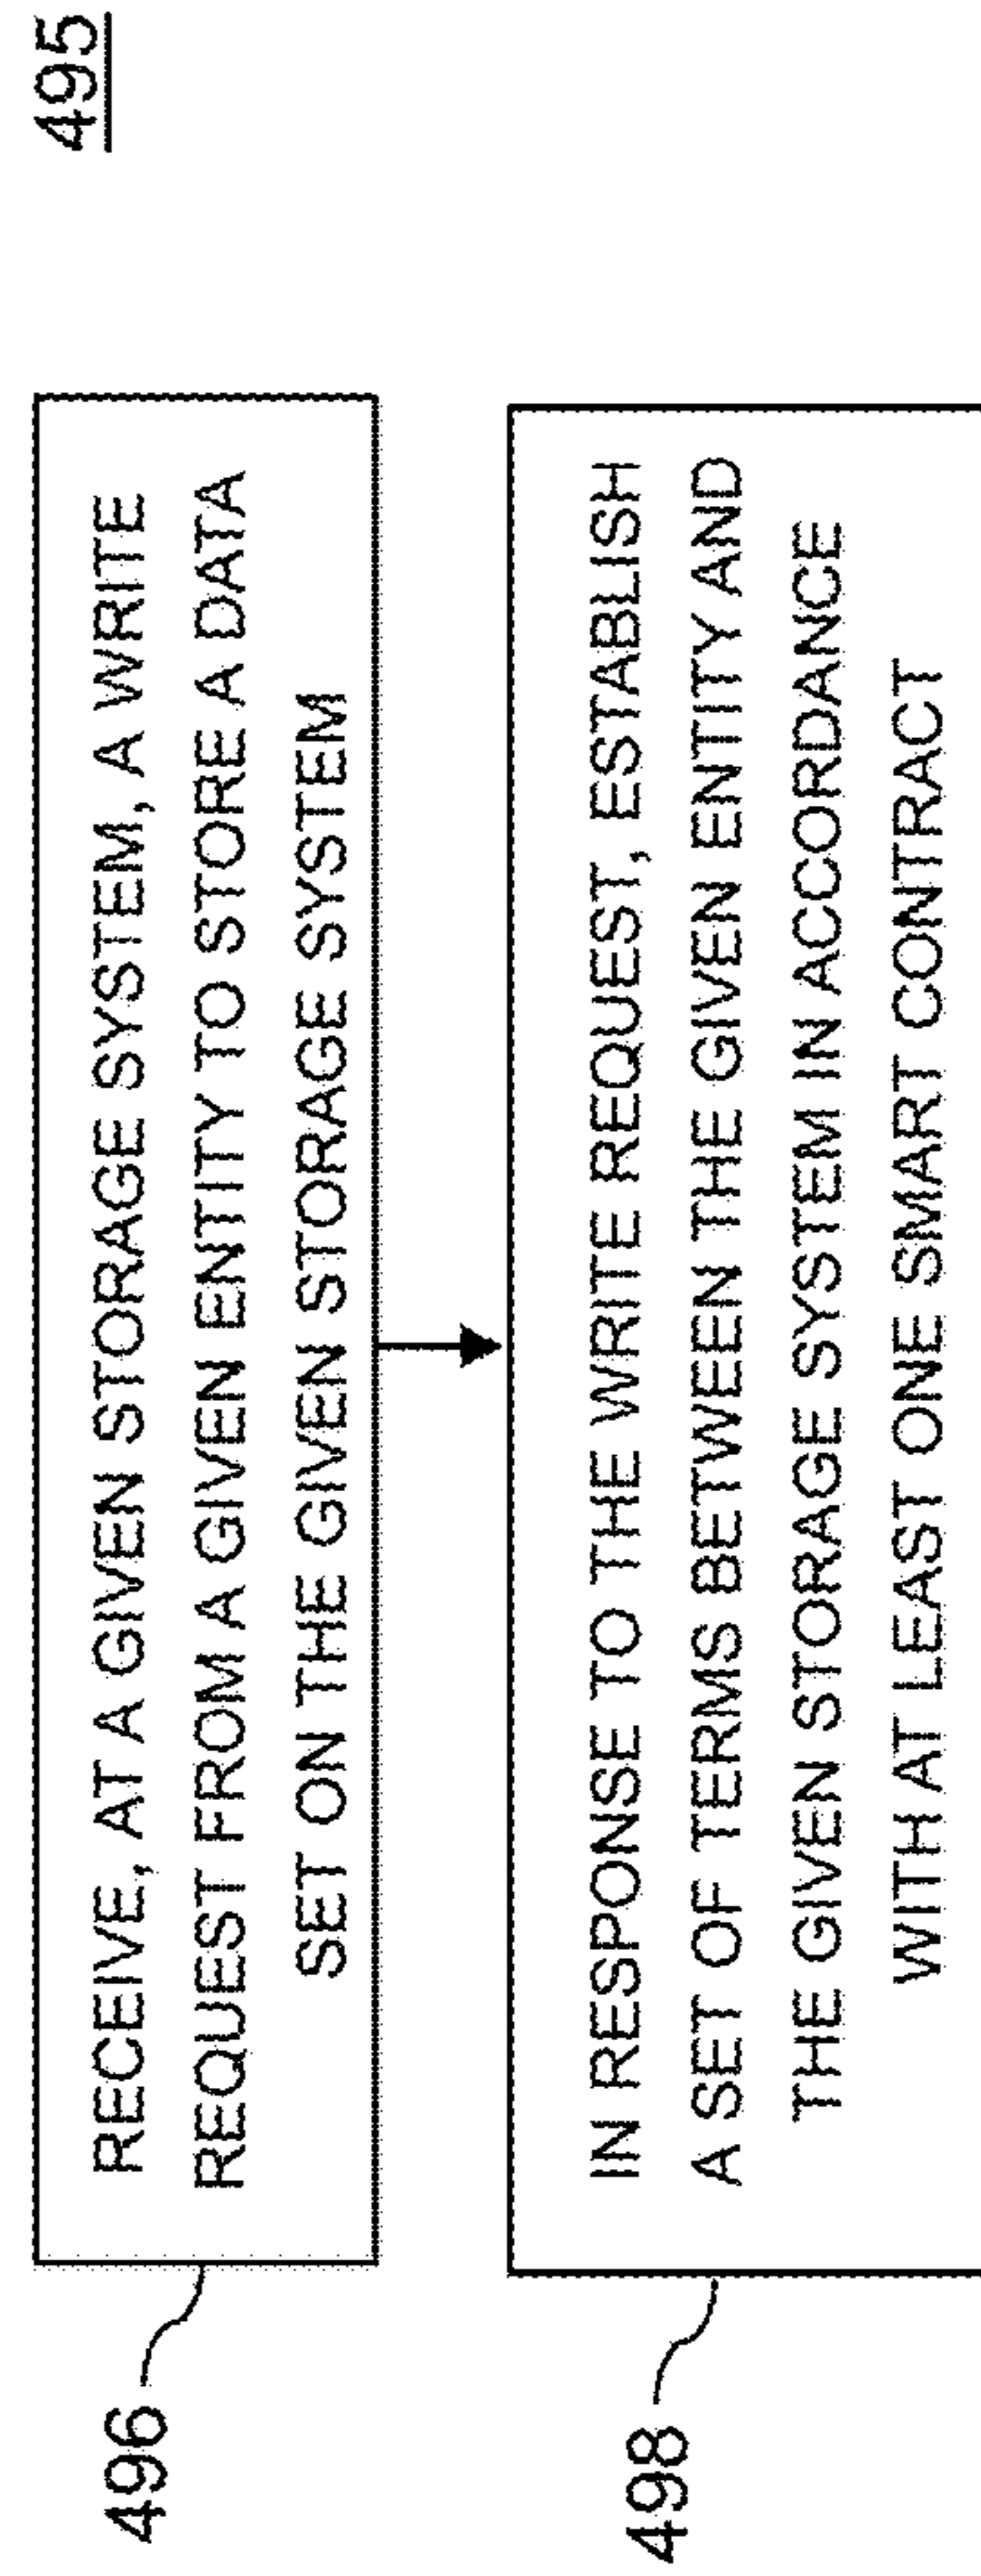 495
496
RECEIVE, AT A GIVEN STORAGE SYSTEM, A WRITE
REQUEST FROM A GIVEN ENTITY TO STORE A DATA
SET ON THE GIVEN STORAGE SYSTEM
498
IN RESPONSE TO THE WRITE REQUEST, ESTABLISH
A SET OF TERMS BETWEEN THE GIVEN ENTITY AND
THE GIVEN STORAGE SYSTEM IN ACCORDANCE
WITH AT LEAST ONE SMART CONTRACT